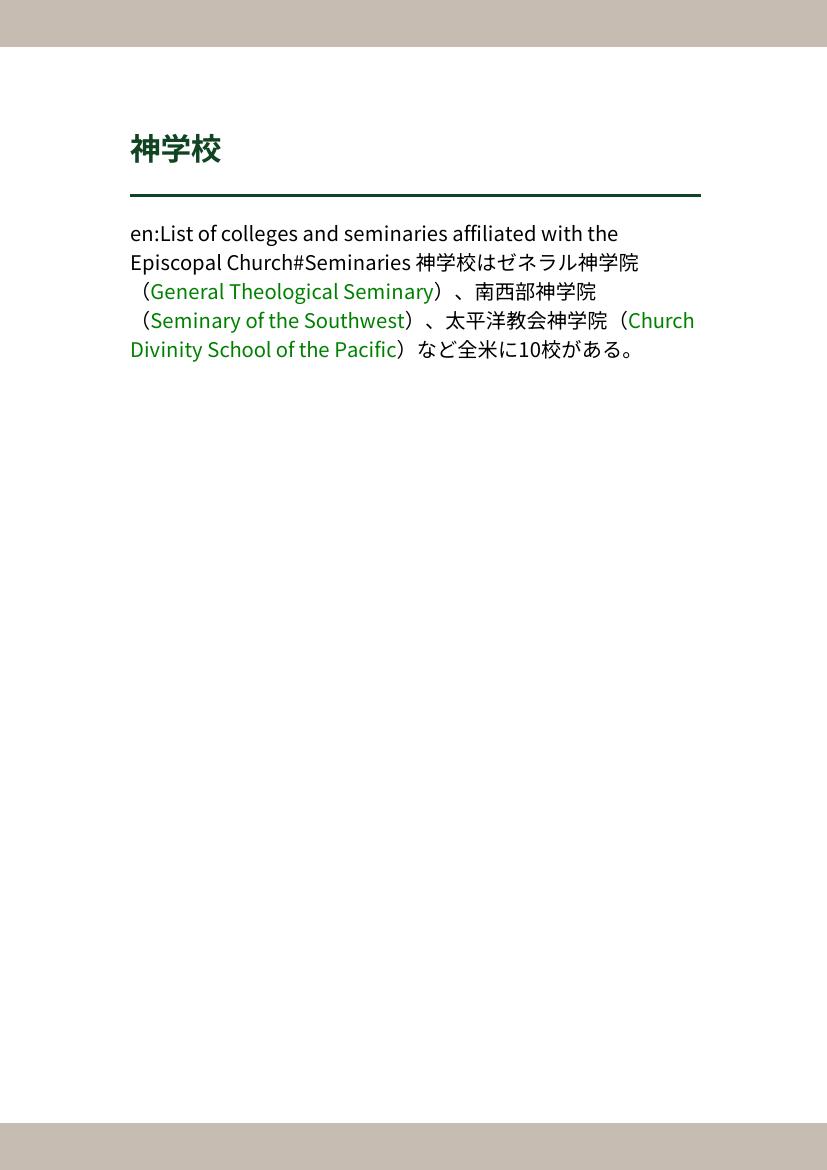 神学校
en:List of colleges and seminaries affiliated with the
Episcopal Church#Seminaries 神学校はゼネラル神学院
（General Theological Seminary）、南西部神学院
（Seminary of the Southwest）、太平洋教会神学院（Church
Divinity School of the Pacific）など全米に10校がある。